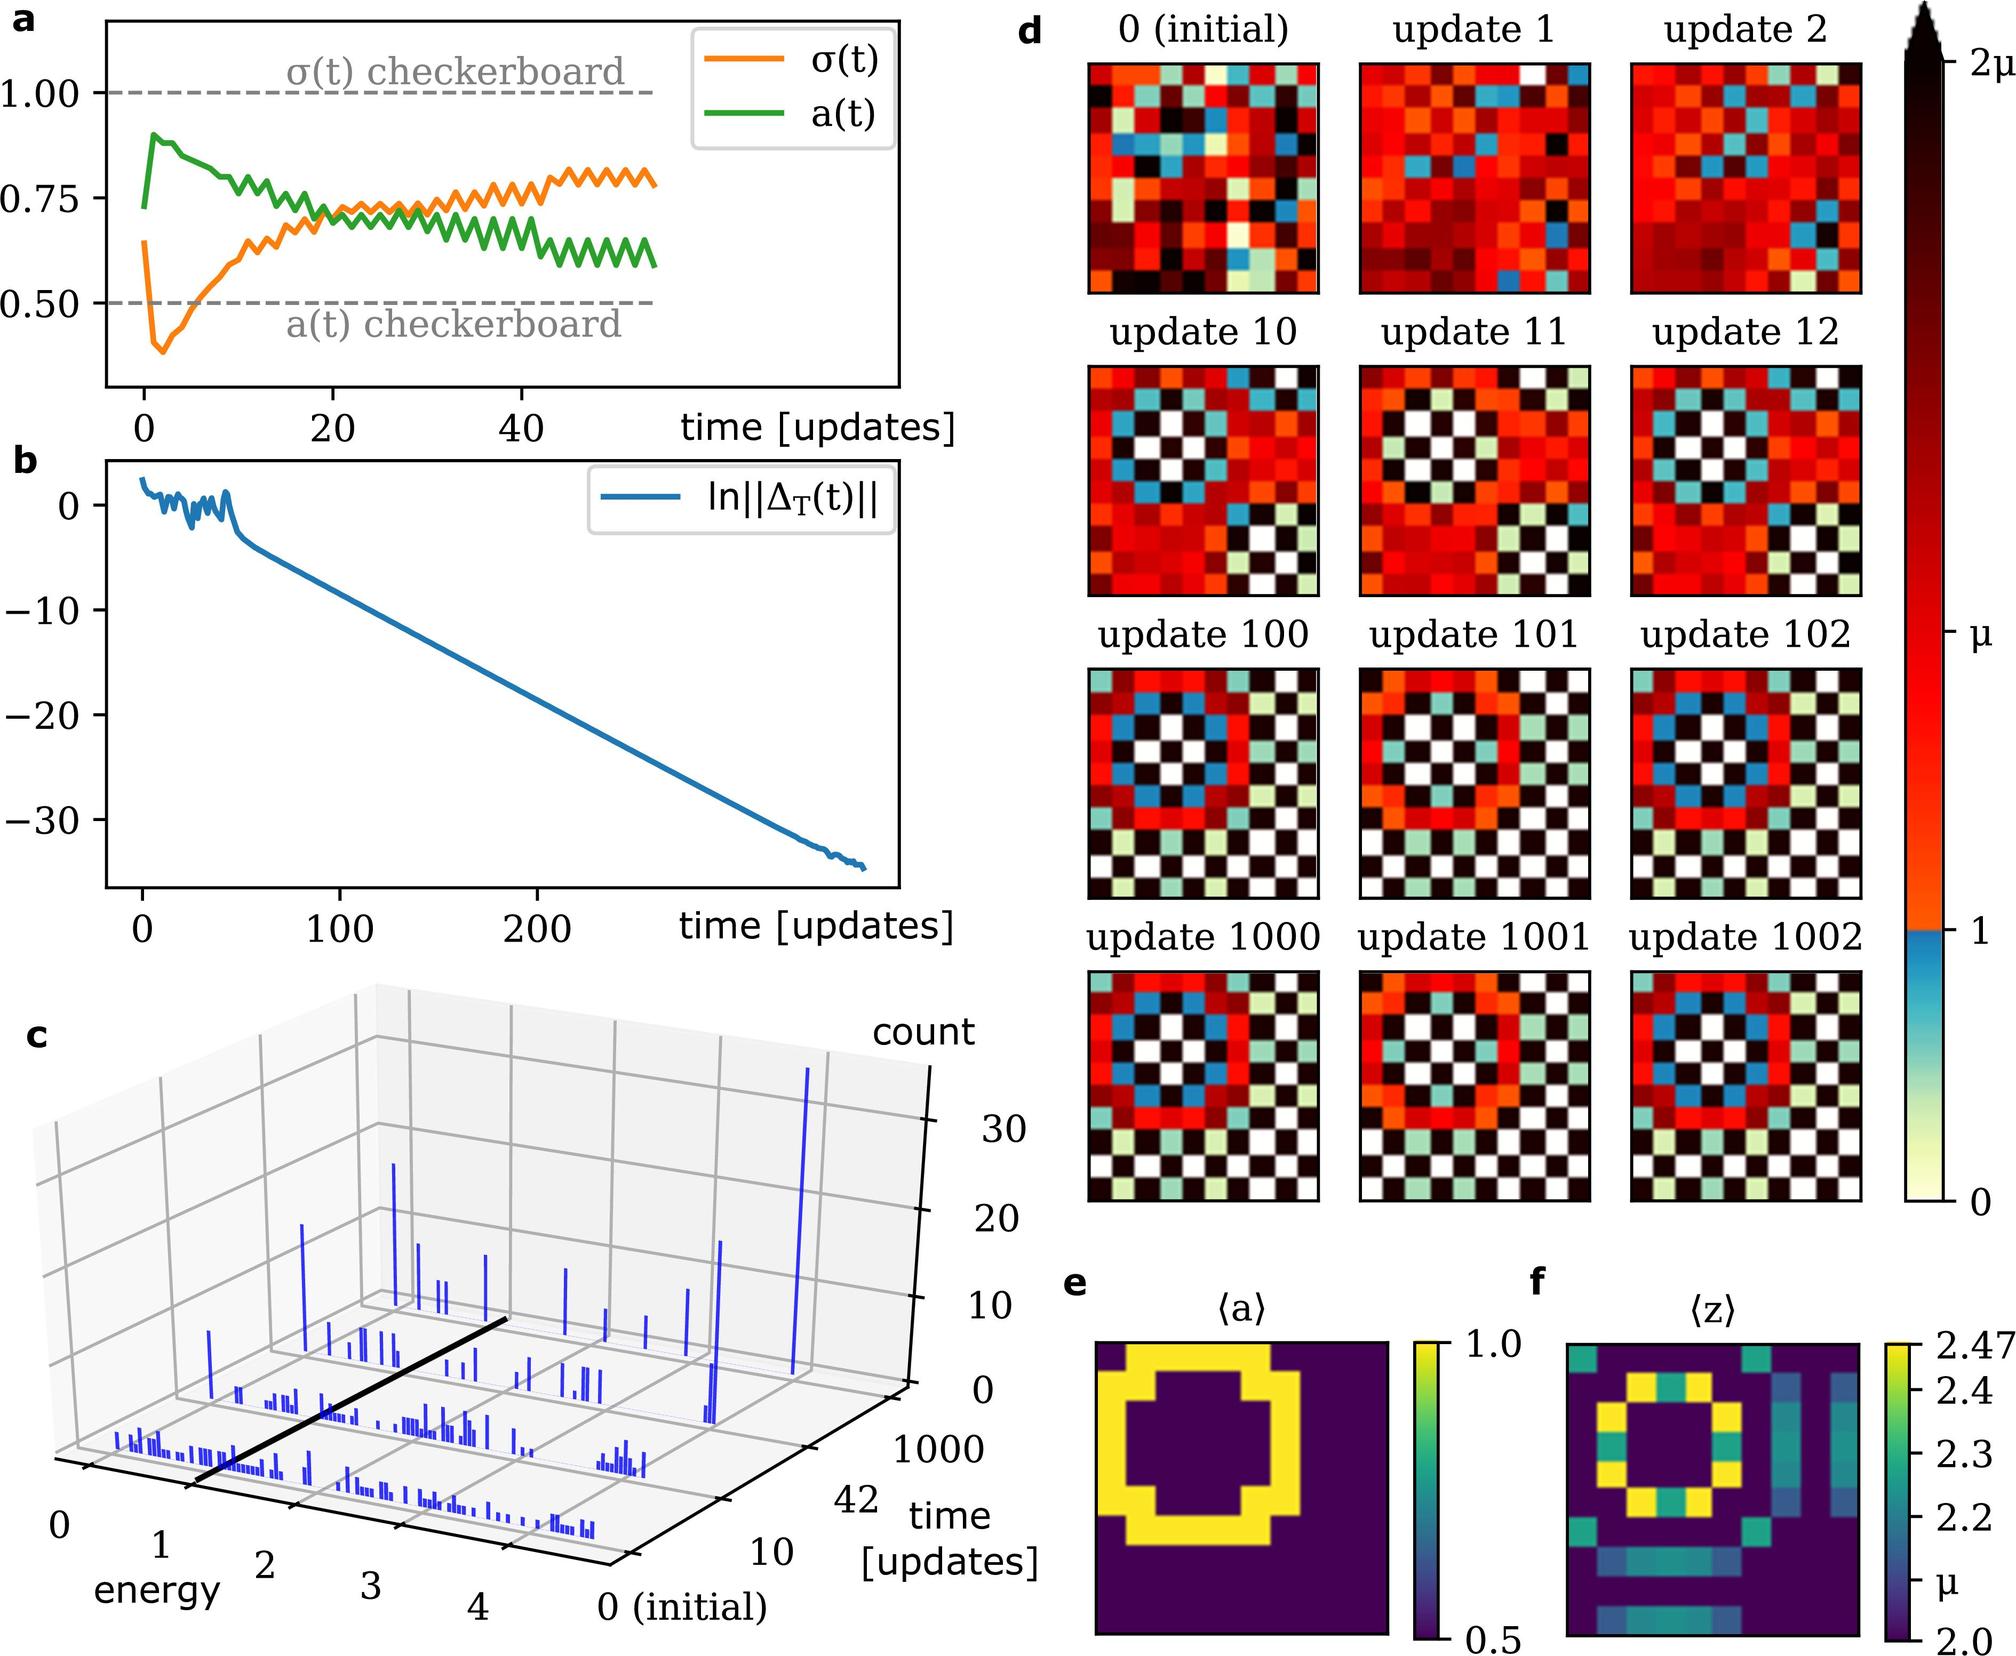 a
σ(t) checkerboard
σ(t)
a(t)
a(t) checkerboard
1.00
0.75
0.50
0
20
40
time [updates]
b
ln||Δ_T(t)||
0
−10
−20
−30
0
100
200
time [updates]
c
count
30
20
10
0
1000
42
10
0 (initial)
time
[updates]
0
1
2
3
4
energy
d
0 (initial)
update 1
update 2
update 10
update 11
update 12
update 100
update 101
update 102
update 1000
update 1001
update 1002
2μ
μ
1
0
e
⟨a⟩
1.0
0.5
f
⟨z⟩
2.47
2.4
2.3
2.2
μ
2.0